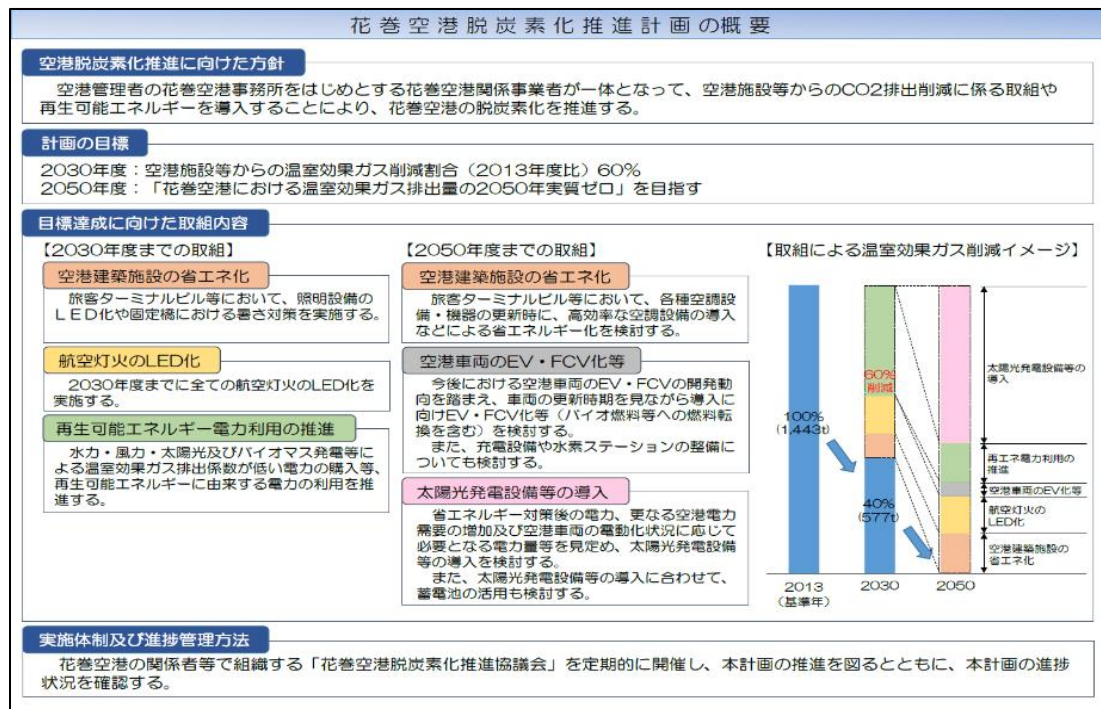 花巻空港脱炭素化推進計画の概要
空港脱炭素化推進に向けた方針
空港管理者の花巻空港事務所をはじめとする花巻空港関係事業者が一体となって、空港施設等からのCO2排出削減に係る取組や
再生可能エネルギーを導入することにより、花巻空港の脱炭素化を推進する。
計画の目標
2030年度：空港施設等からの温室効果ガス削減割合（2013年度比）60%
2050年度：「花巻空港における温室効果ガス排出量の2050年実質ゼロ」を目指す
目標達成に向けた取組内容
【2030年度までの取組】
空港建築施設の省エネ化
旅客ターミナルビル等において、照明設備の
LED化や固定橋における暑さ対策を実施する。
航空灯火のLED化
2030年度までに全ての航空灯火のLED化を
実施する。
再生可能エネルギー電力利用の推進
水力・風力・太陽光及びバイオマス発電等に
よる温室効果ガス排出係数が低い電力の購入等、
再生可能エネルギーに由来する電力の利用を推
進する。
【2050年度までの取組】
空港建築施設の省エネ化
旅客ターミナルビル等において、各種空調設
備・機器の更新時に、高効率な空調設備の導入
などによる省エネルギー化を検討する。
空港車両のEV・FCV化等
今後における空港車両のEV・FCVの開発動
向を踏まえ、車両の更新時期を見ながら導入に
向けEV・FCV化等（バイオ燃料等への燃料転
換を含む）を検討する。
また、充電設備や水素ステーションの整備に
ついても検討する。
太陽光発電設備等の導入
省エネルギー対策後の電力、更なる空港電力
需要の増加及び空港車両の電動化状況に応じて
必要となる電力量等を見定め、太陽光発電設備
等の導入を検討する。
また、太陽光発電設備等の導入に合わせて、
蓄電池の活用も検討する。
【取組による温室効果ガス削減イメージ】
100%
(1,443t)
60%
削減
40%
(577t)
太陽光発電設備等の
導入
再エネ電力利用の
推進
空港車両のEV化等
航空灯火の
LED化
空港建築施設の
省エネ化
2013
（基準年）
2030
2050
実施体制及び進捗管理方法
花巻空港の関係者等で組織する「花巻空港脱炭素化推進協議会」を定期的に開催し、本計画の推進を図るとともに、本計画の進捗
状況を確認する。